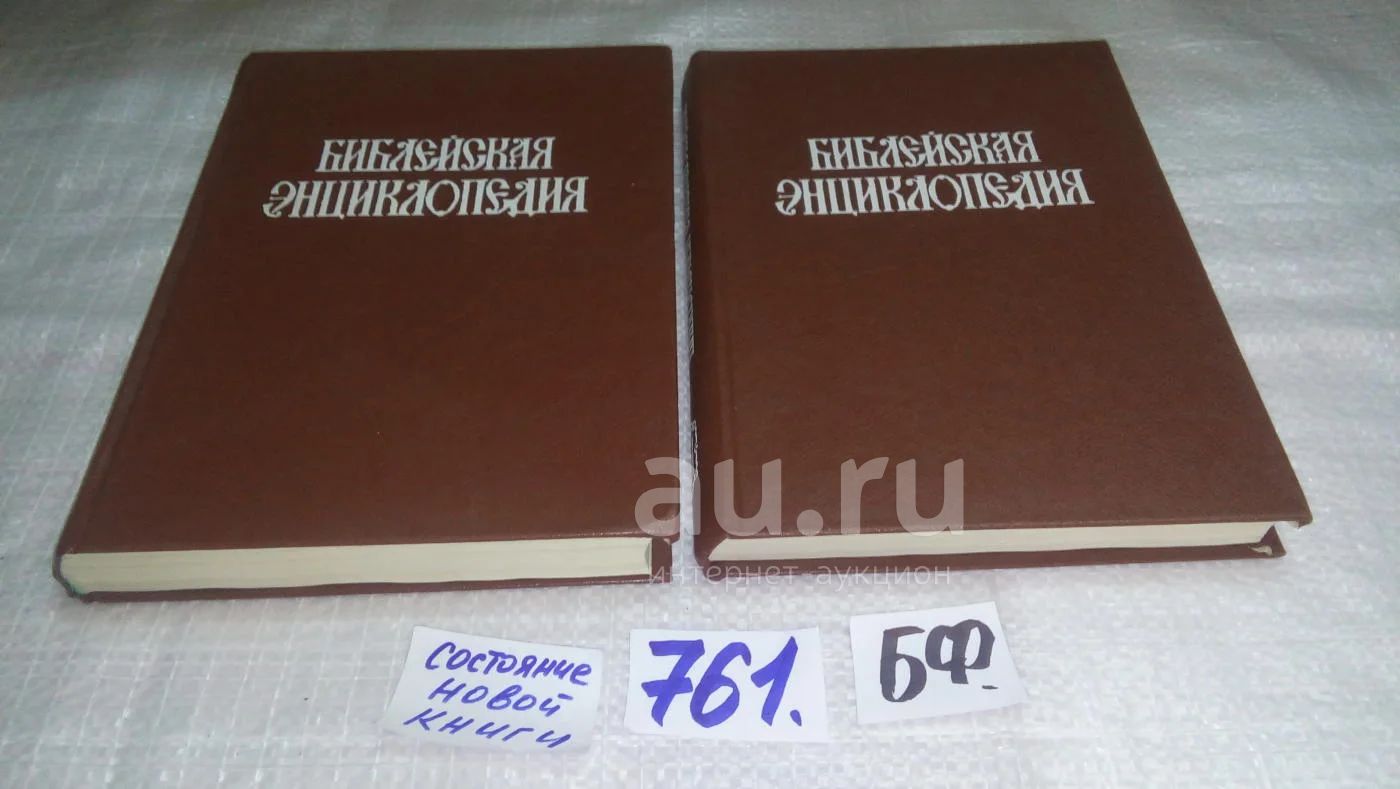 БИБЛЕЙСКАЯ
ЭНЦИКЛОПЕДИЯ
БИБЛЕЙСКАЯ
ЭНЦИКЛОПЕДИЯ
au.ru
интернет аукцион
состояние
новой
книги
761.
БФ.